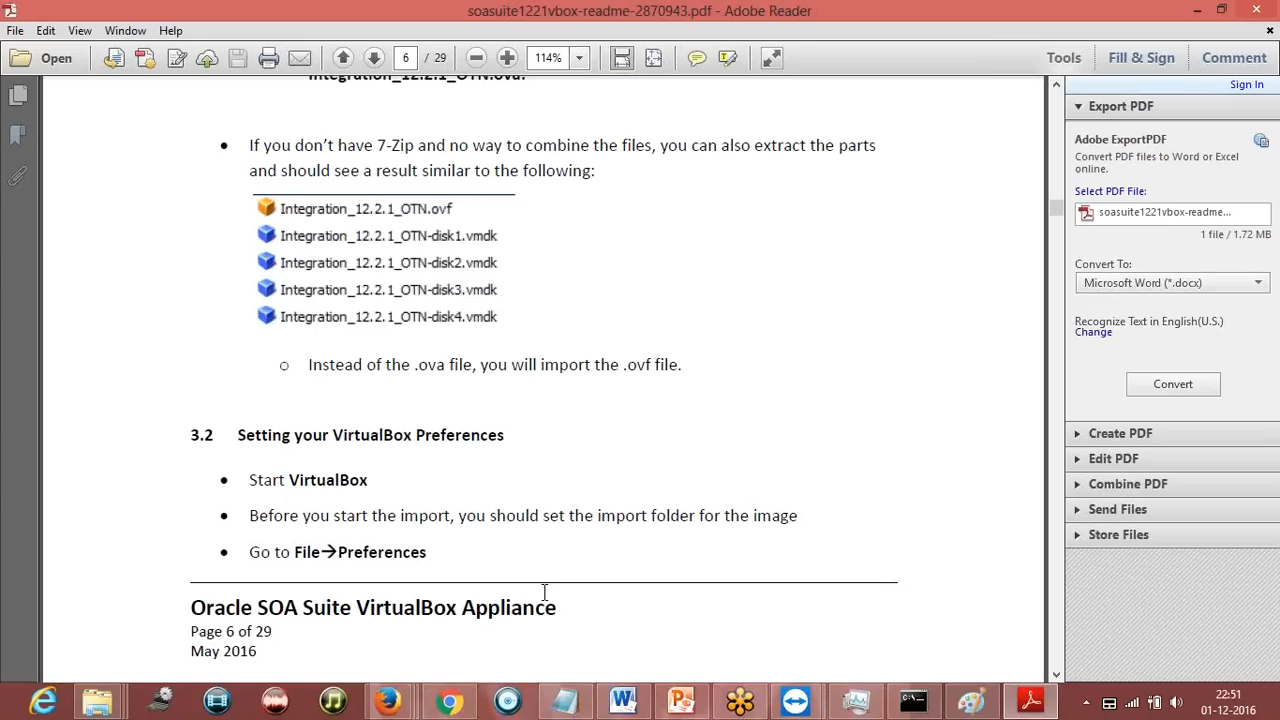 soasuite1221vbox-readme-2870943.pdf - Adobe Reader
File Edit View Window Help
Open 6 / 29 114% Tools Fill & Sign Comment
Sign In
Integration_12.2.1_OTN.ova.
• If you don't have 7-Zip and no way to combine the files, you can also extract the parts
and should see a result similar to the following:
Integration_12.2.1_OTN.ovf
Integration_12.2.1_OTN-disk1.vmdk
Integration_12.2.1_OTN-disk2.vmdk
Integration_12.2.1_OTN-disk3.vmdk
Integration_12.2.1_OTN-disk4.vmdk
o Instead of the .ova file, you will import the .ovf file.
3.2 Setting your VirtualBox Preferences
• Start VirtualBox
• Before you start the import, you should set the import folder for the image
• Go to File→Preferences
Oracle SOA Suite VirtualBox Appliance
Page 6 of 29
May 2016
Export PDF
Adobe ExportPDF
Convert PDF files to Word or Excel
online.
Select PDF File:
soasuite1221vbox-readme...
1 file / 1.72 MB
Convert To:
Microsoft Word (*.docx)
Recognize Text in English(U.S.)
Change
Convert
Create PDF
Edit PDF
Combine PDF
Send Files
Store Files
22:51
01-12-2016